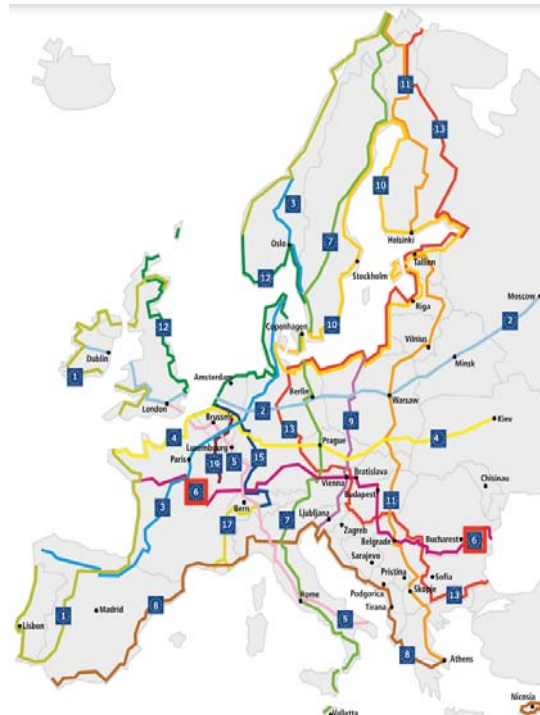 11
13
3
10
7
Oslo
Helsinki
Tallinn
Stockholm
12
Moscow
Riga
12
10
2
Copenhagen
Vilnius
Dublin
Minsk
1
Amsterdam
London
Berlin
Warsaw
2
Brussels
9
Kiev
4
13
4
Prague
Luxembourg
Paris
19
5
15
Chisinau
Vienna
Bratislava
6
Budapest
3
Bern
11
17
7
Ljubljana
Zagreb
Belgrade
Bucharest
6
Sarajevo
Pristina
Sofia
Podgorica
Skopje
13
Rome
Tirana
Madrid
8
1
Lisbon
5
8
Athens
Nicosia
Valletta